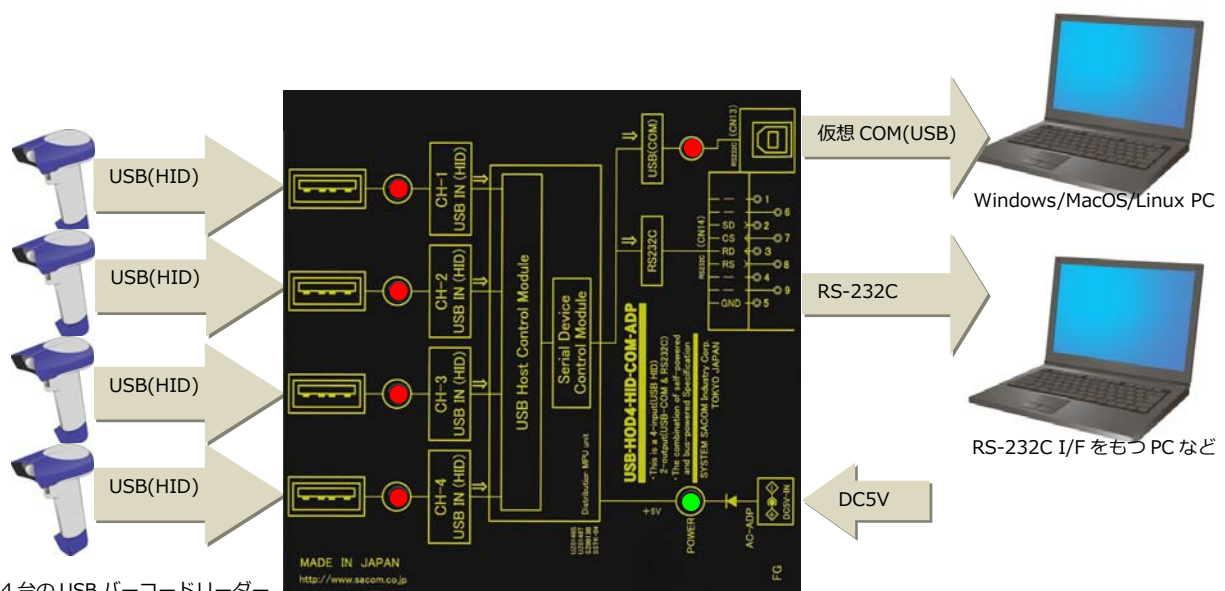 USB(HID)
USB(HID)
USB(HID)
USB(HID)
4 台の USB バーコードリーダー
CH-1
USB IN (HID)
CH-2
USB IN (HID)
CH-3
USB IN (HID)
CH-4
USB IN (HID)
USB Host Control Module
Serial Device
Control Module
Distribution MPU unit
USB(COM)
RS232C
RS232C (CN13)
RS232C (CN14)
SD
CS
RD
RS
GND
1
6
2
7
3
8
4
9
5
USB-HOD4-HID-COM-ADP
・This is a 4-input(USB HID)
2-output(USB-COM & RS232C)
・The combination of self-powered
and bus-powered Specification
SYSTEM SACOM Industry Corp.
TOKYO JAPAN
+5V
POWER
AC-ADP
DC5V-IN
FG
MADE IN JAPAN
http://www.sacom.co.jp
仮想 COM(USB)
Windows/MacOS/Linux PC
RS-232C
RS-232C I/F をもつ PC など
DC5V